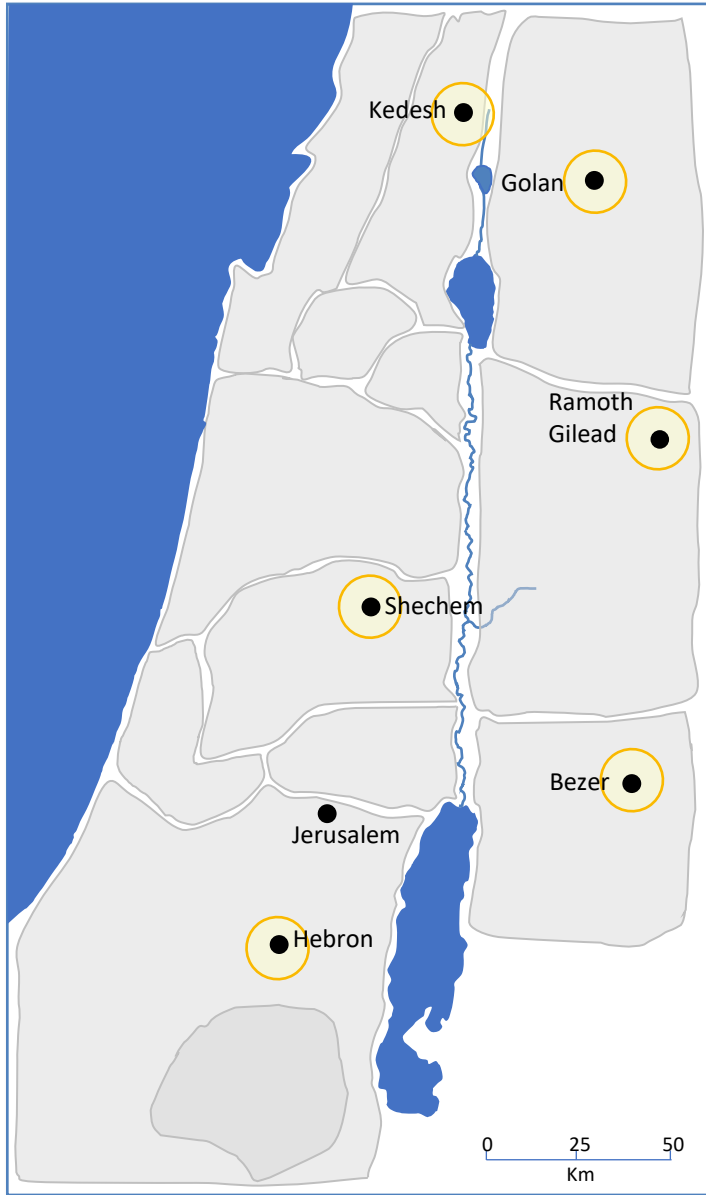 Kedesh
Golan
Ramoth
Gilead
Shechem
Bezer
Jerusalem
Hebron
0 25 50
Km